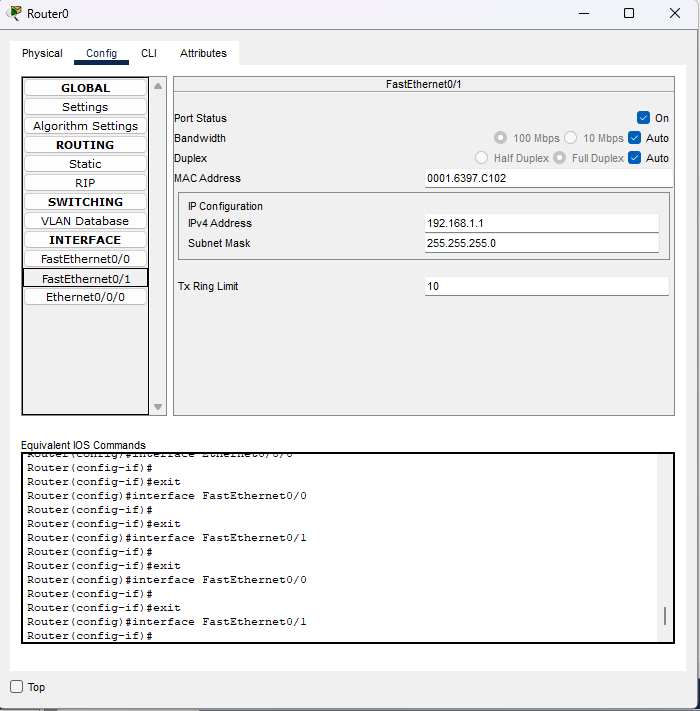 Router0
Physical Config CLI Attributes
GLOBAL
Settings
Algorithm Settings
ROUTING
Static
RIP
SWITCHING
VLAN Database
INTERFACE
FastEthernet0/0
FastEthernet0/1
Ethernet0/0/0
FastEthernet0/1
Port Status On
Bandwidth 100 Mbps 10 Mbps Auto
Duplex Half Duplex Full Duplex Auto
MAC Address 0001.6397.C102
IP Configuration
IPv4 Address 192.168.1.1
Subnet Mask 255.255.255.0
Tx Ring Limit 10
Equivalent IOS Commands
Router(config)#interface Ethernet0/0/0
Router(config-if)#
Router(config-if)#exit
Router(config)#interface FastEthernet0/0
Router(config-if)#
Router(config-if)#exit
Router(config)#interface FastEthernet0/1
Router(config-if)#
Router(config-if)#exit
Router(config)#interface FastEthernet0/0
Router(config-if)#
Router(config-if)#exit
Router(config)#interface FastEthernet0/1
Router(config-if)#
Top